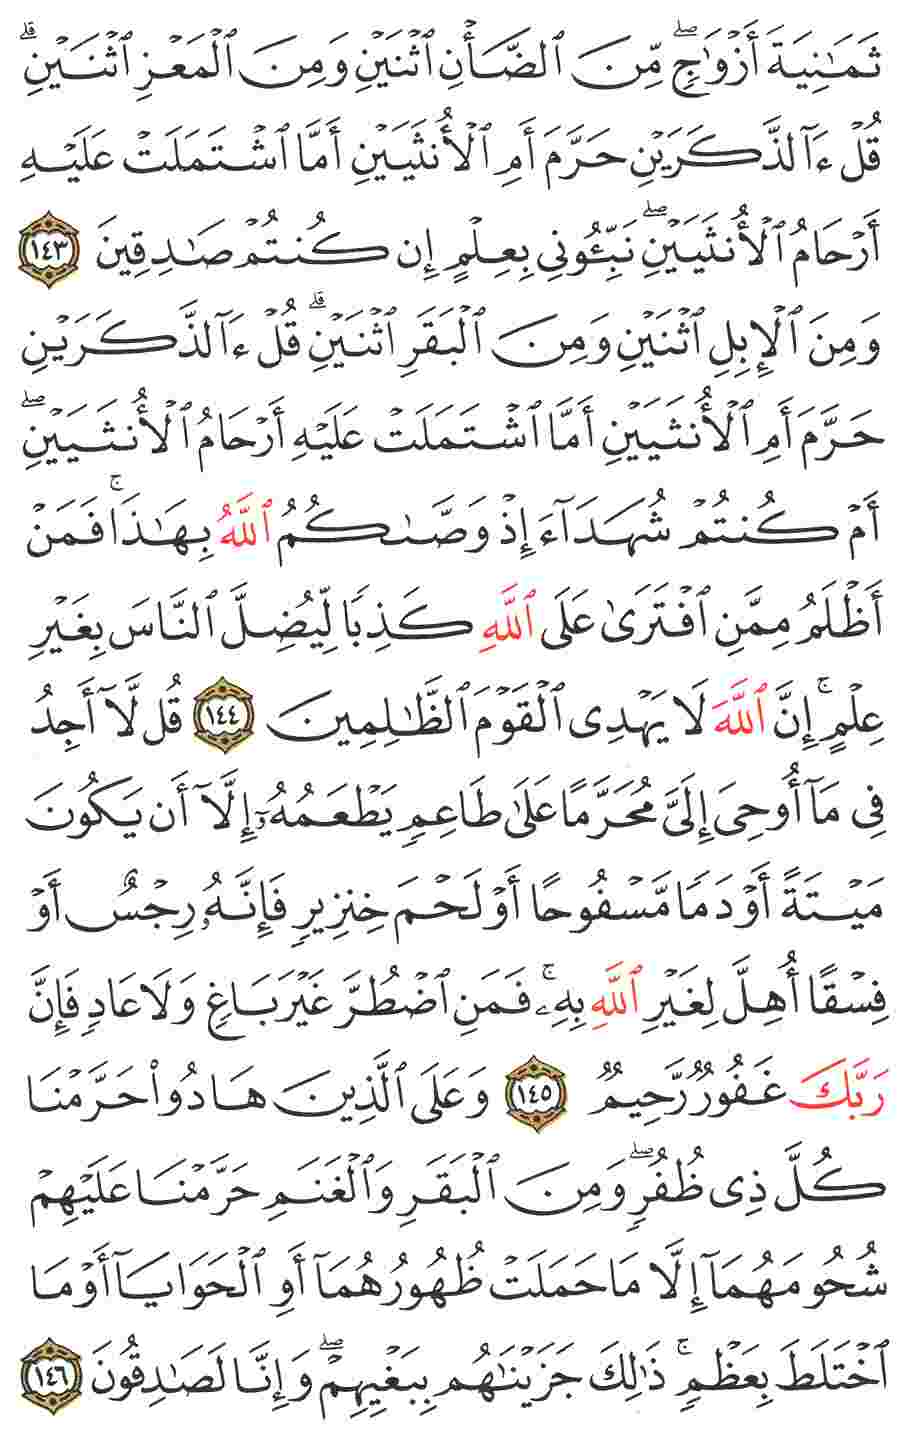 ثَمَٰنِيَةَ أَزْوَٰجٍۖ مِّنَ ٱلضَّأْنِ ٱثْنَيْنِ وَمِنَ ٱلْمَعْزِ ٱثْنَيْنِۗ
قُلْ ءَآلذَّكَرَيْنِ حَرَّمَ أَمِ ٱلْأُنثَيَيْنِ أَمَّا ٱشْتَمَلَتْ عَلَيْهِ
أَرْحَامُ ٱلْأُنثَيَيْنِۖ نَبِّـُٔونِي بِعِلْمٍ إِن كُنتُمْ صَٰدِقِينَ ١٤٣
وَمِنَ ٱلْإِبِلِ ٱثْنَيْنِ وَمِنَ ٱلْبَقَرِ ٱثْنَيْنِۗ قُلْ ءَآلذَّكَرَيْنِ
حَرَّمَ أَمِ ٱلْأُنثَيَيْنِ أَمَّا ٱشْتَمَلَتْ عَلَيْهِ أَرْحَامُ ٱلْأُنثَيَيْنِۖ
أَمْ كُنتُمْ شُهَدَآءَ إِذْ وَصَّىٰكُمُ ٱللَّهُ بِهَٰذَاۚ فَمَنْ
أَظْلَمُ مِمَّنِ ٱفْتَرَىٰ عَلَى ٱللَّهِ كَذِبًا لِّيُضِلَّ ٱلنَّاسَ بِغَيْرِ
عِلْمٍۚ إِنَّ ٱللَّهَ لَا يَهْدِى ٱلْقَوْمَ ٱلظَّٰلِمِينَ ١٤٤ قُل لَّآ أَجِدُ
فِي مَآ أُوحِىَ إِلَىَّ مُحَرَّمًا عَلَىٰ طَاعِمٍ يَطْعَمُهُۥٓ إِلَّآ أَن يَكُونَ
مَيْتَةً أَوْ دَمًا مَّسْفُوحًا أَوْ لَحْمَ خِنزِيرٍ فَإِنَّهُۥ رِجْسٌ أَوْ
فِسْقًا أُهِلَّ لِغَيْرِ ٱللَّهِ بِهِۦۚ فَمَنِ ٱضْطُرَّ غَيْرَ بَاغٍ وَلَا عَادٍ فَإِنَّ
رَبَّكَ غَفُورٌ رَّحِيمٌ ١٤٥ وَعَلَى ٱلَّذِينَ هَادُوا۟ حَرَّمْنَا
كُلَّ ذِى ظُفُرٍۖ وَمِنَ ٱلْبَقَرِ وَٱلْغَنَمِ حَرَّمْنَا عَلَيْهِمْ
شُحُومَهُمَآ إِلَّا مَا حَمَلَتْ ظُهُورُهُمَآ أَوِ ٱلْحَوَايَآ أَوْ مَا
ٱخْتَلَطَ بِعَظْمٍۚ ذَٰلِكَ جَزَيْنَٰهُم بِبَغْيِهِمْۖ وَإِنَّا لَصَٰدِقُونَ ١٤٦